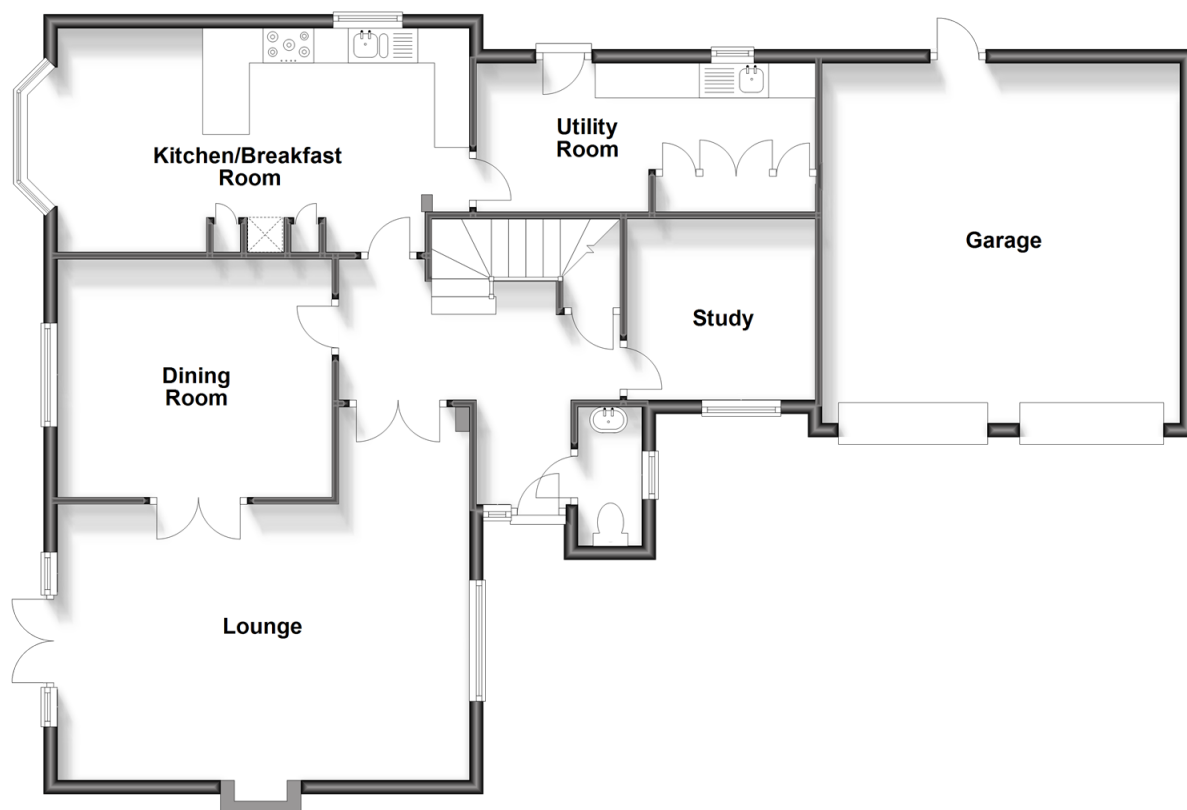 Kitchen/Breakfast
Room
Utility
Room
Garage
Study
Dining
Room
Lounge